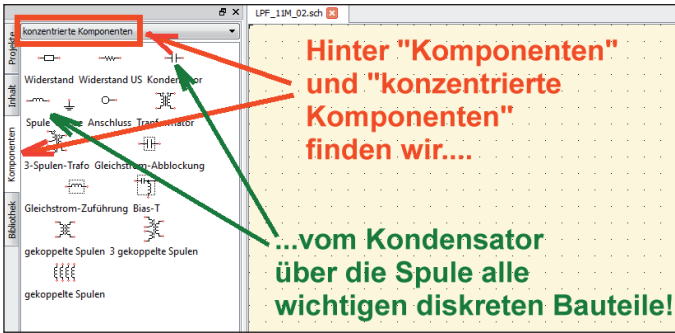 LPF_11M_02.sch
konzentrierte Komponenten
Projekte
Inhalt
Komponenten
Bibliothek
Widerstand Widerstand US Kondensator
Spule Anschluss Tranformator
3-Spulen-Trafo Gleichstrom-Abblockung
Gleichstrom-Zuführung Bias-T
gekoppelte Spulen 3 gekoppelte Spulen
gekoppelte Spulen
Hinter "Komponenten"
und "konzentrierte
Komponenten"
finden wir....
...vom Kondensator
über die Spule alle
wichtigen diskreten Bauteile!